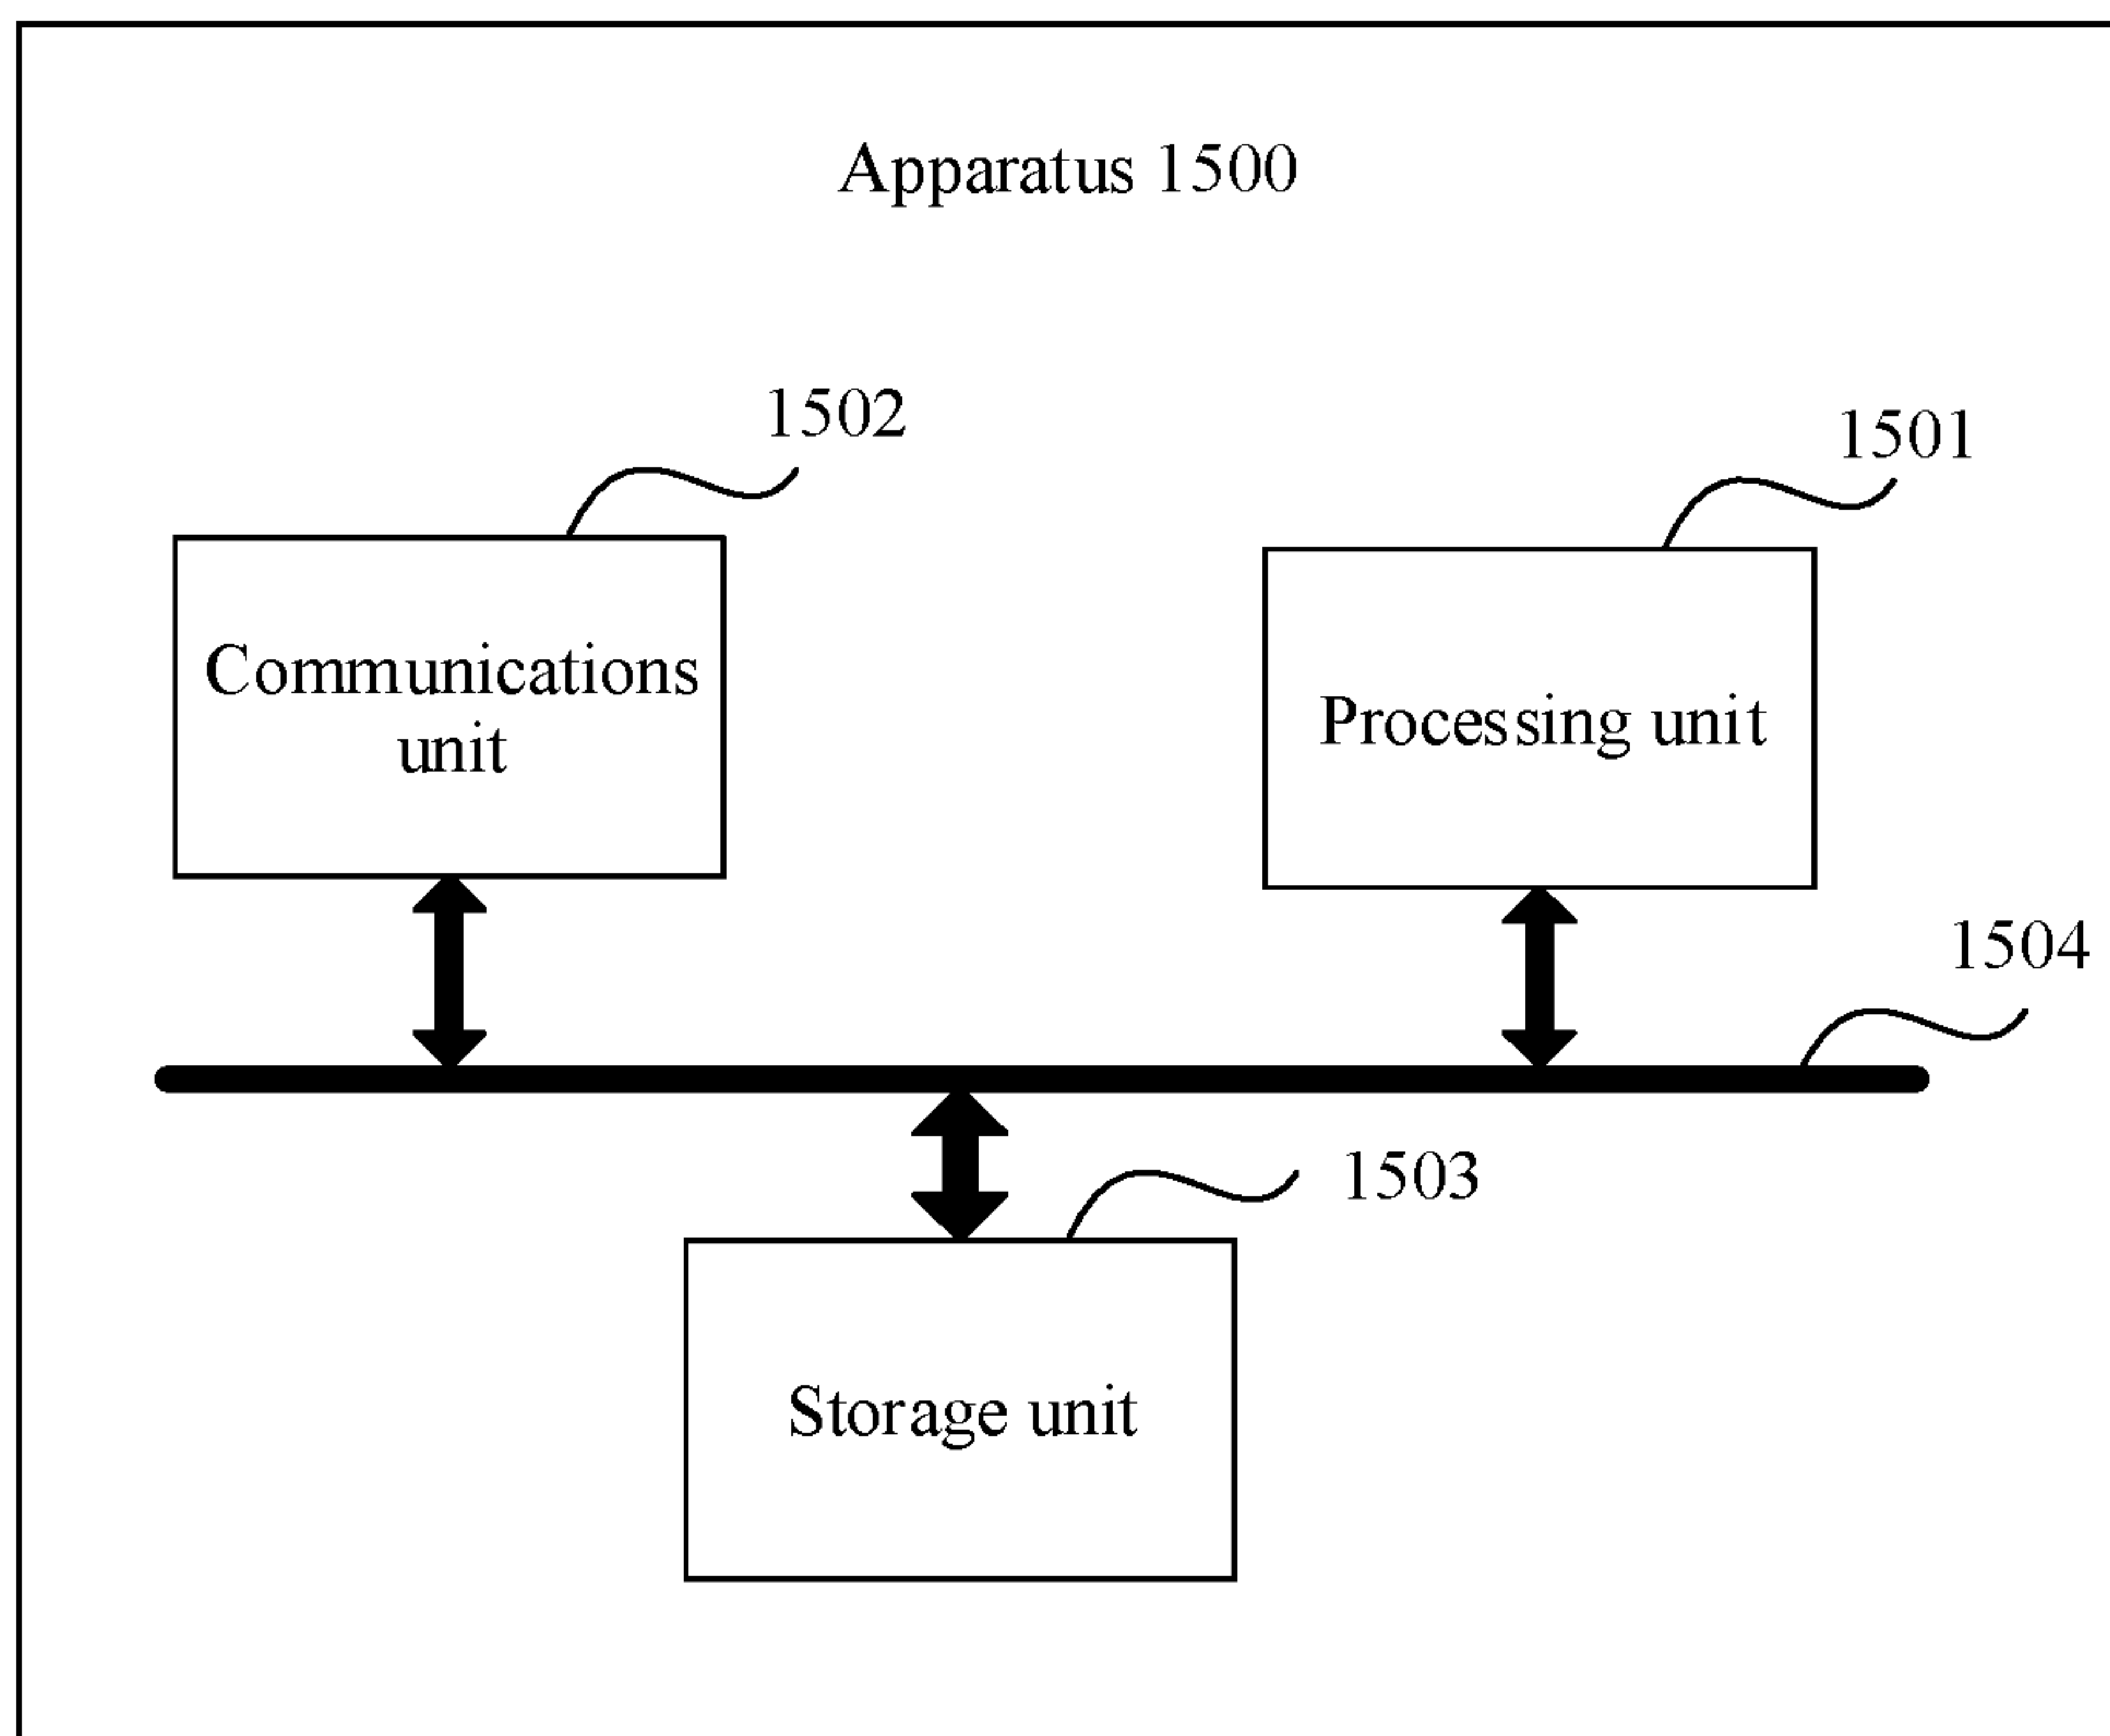 Apparatus 1500
1502
1501
Communications
unit
Processing unit
1504
1503
Storage unit